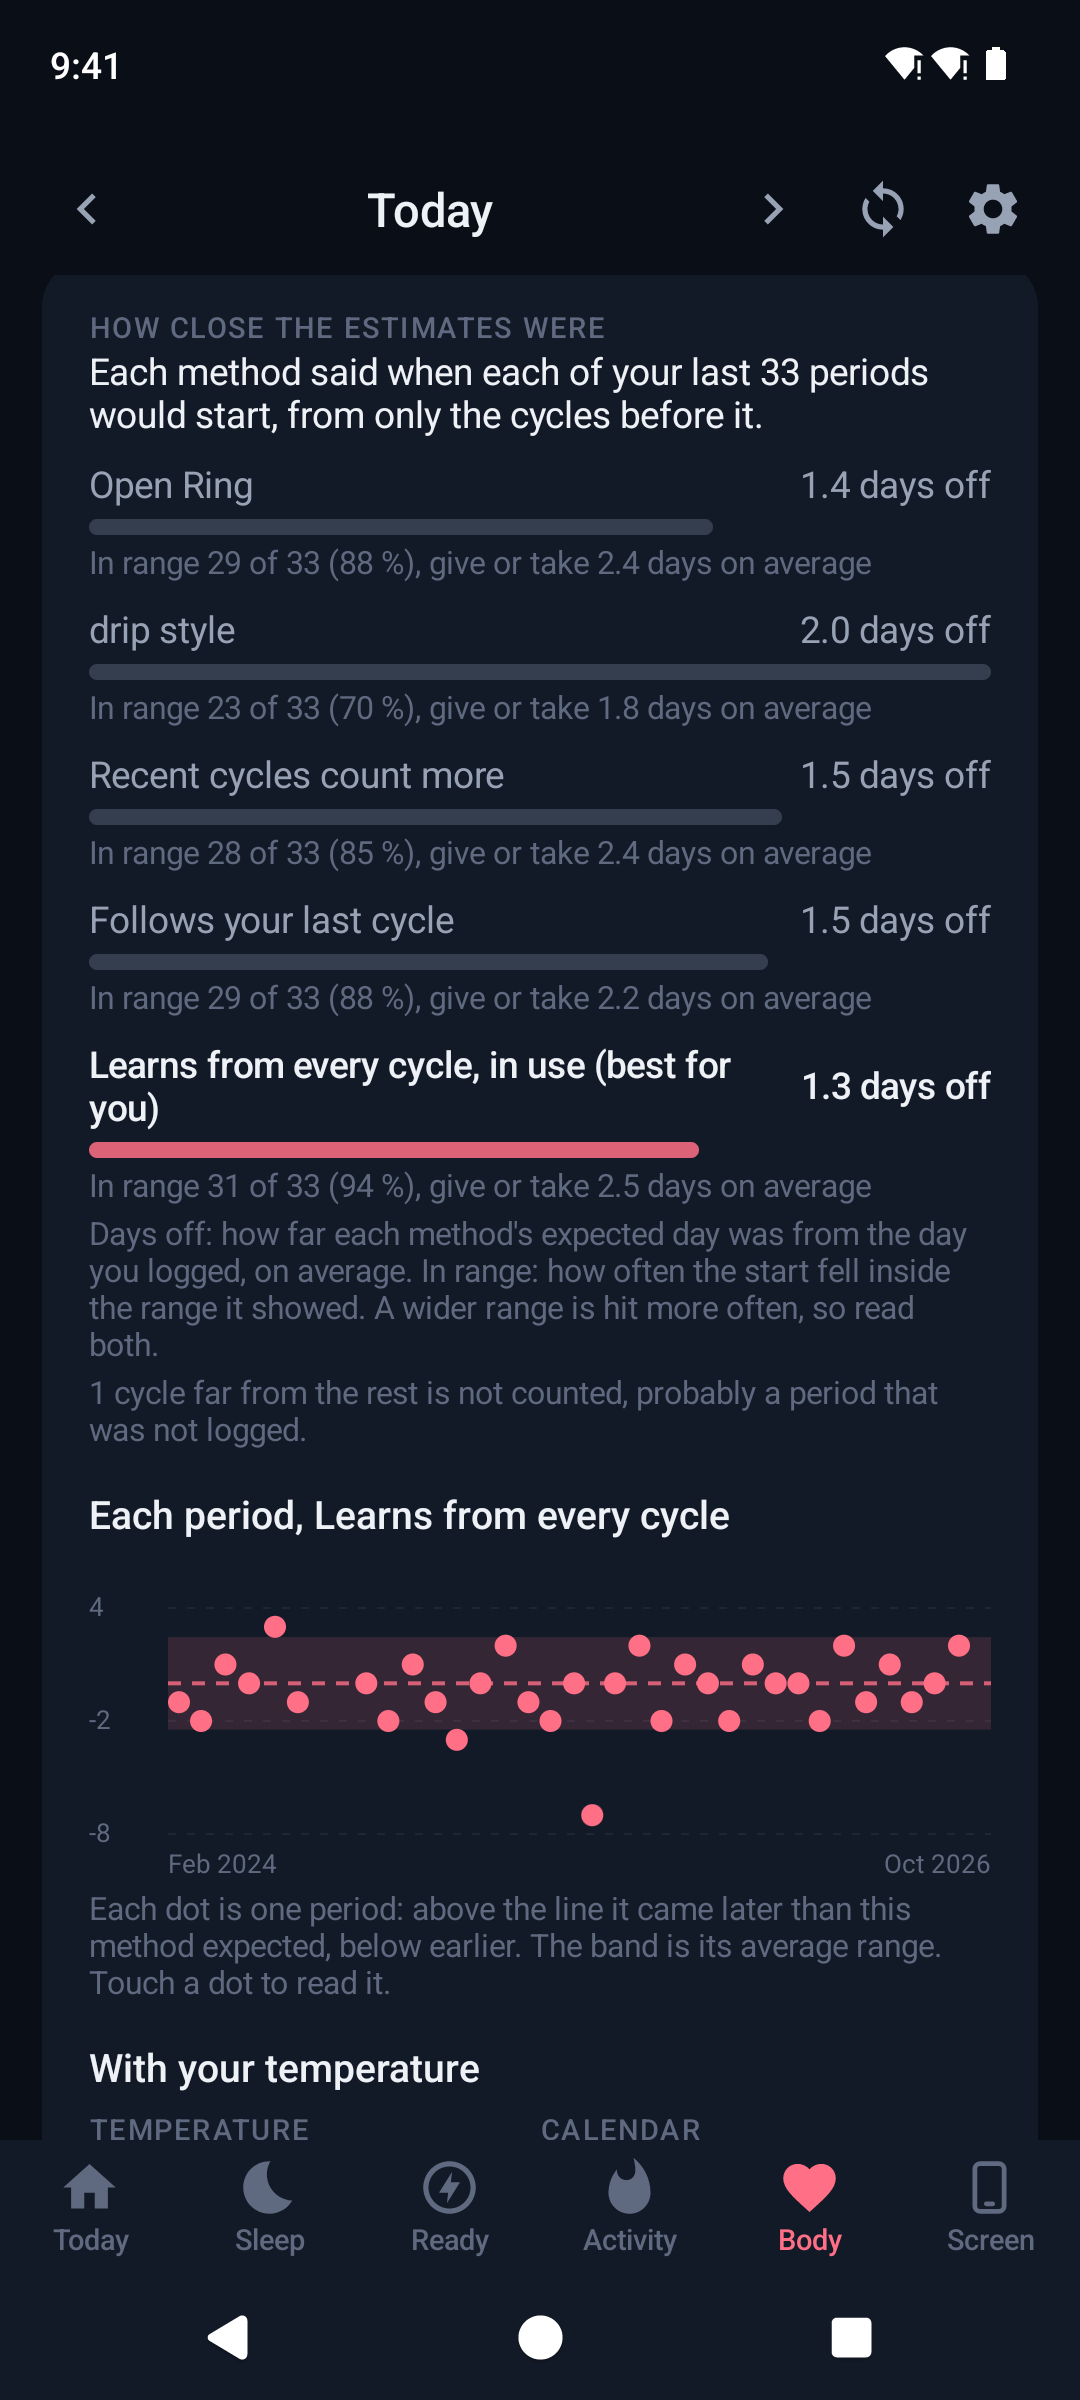 9:41
Today
HOW CLOSE THE ESTIMATES WERE
Each method said when each of your last 33 periods
would start, from only the cycles before it.
Open Ring
1.4 days off
In range 29 of 33 (88 %), give or take 2.4 days on average
drip style
2.0 days off
In range 23 of 33 (70 %), give or take 1.8 days on average
Recent cycles count more
1.5 days off
In range 28 of 33 (85 %), give or take 2.4 days on average
Follows your last cycle
1.5 days off
In range 29 of 33 (88 %), give or take 2.2 days on average
Learns from every cycle, in use (best for
you)
1.3 days off
In range 31 of 33 (94 %), give or take 2.5 days on average
Days off: how far each method's expected day was from the day
you logged, on average. In range: how often the start fell inside
the range it showed. A wider range is hit more often, so read
both.
1 cycle far from the rest is not counted, probably a period that
was not logged.
Each period, Learns from every cycle
4
-2
-8
Feb 2024
Oct 2026
Each dot is one period: above the line it came later than this
method expected, below earlier. The band is its average range.
Touch a dot to read it.
With your temperature
TEMPERATURE
CALENDAR
Today
Sleep
Ready
Activity
Body
Screen